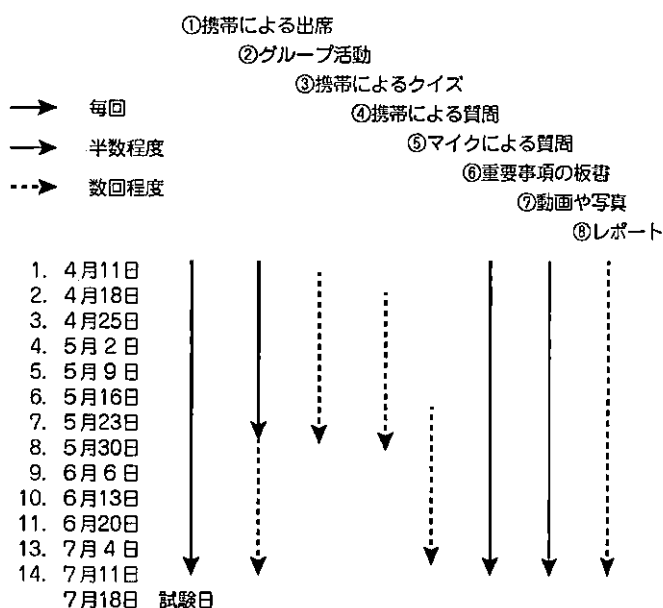 ①携帯による出席
②グループ活動
③携帯によるクイズ
毎回
④携帯による質問
半数程度
⑤マイクによる質問
⑥重要事項の板書
数回程度
⑦動画や写真
⑧レポート
1. 4月11日
2. 4月18日
3. 4月25日
4. 5月2日
5. 5月9日
6. 5月16日
7. 5月23日
8. 5月30日
9. 6月6日
10. 6月13日
11. 6月20日
13. 7月4日
14. 7月11日
7月18日 試験日